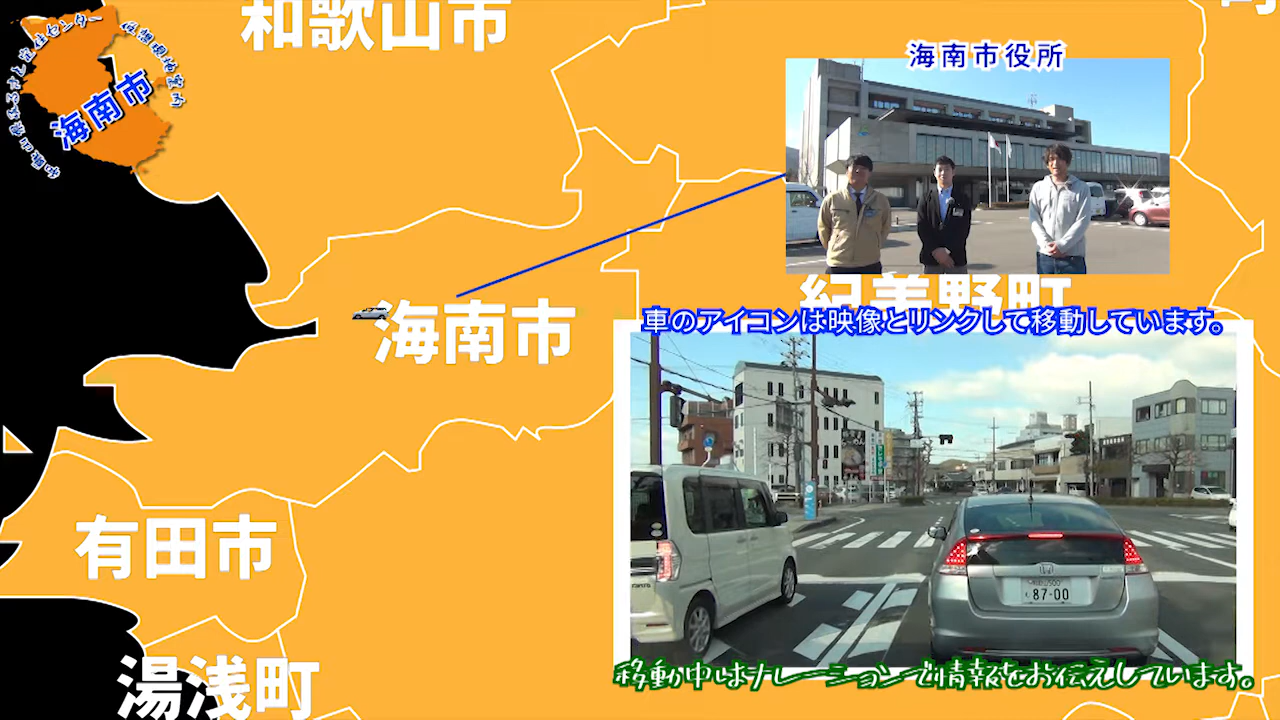 和歌山市
海南市
海南市役所
紀美野町
海南市
車のアイコンは映像とリンクして移動しています。
8700
有田市
移動中はナレーションで情報をお伝えしています。
湯浅町